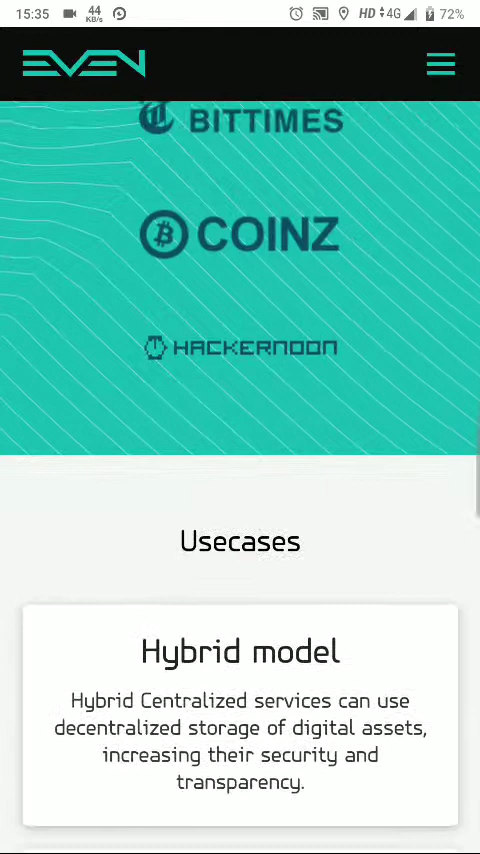 15:35 44 KB/s HD 4G 72%
EVEN
BITTIMES
COINZ
HACKERNOON
Usecases
Hybrid model
Hybrid Centralized services can use
decentralized storage of digital assets,
increasing their security and
transparency.